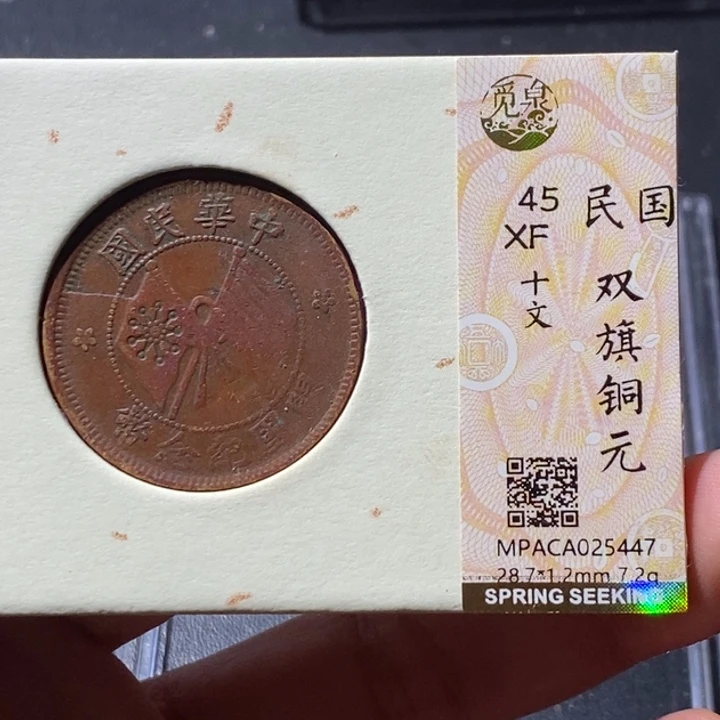 中華民國
開國紀念幣
觅泉
45
XF
十文
民国
双旗铜元
MPACA025447
28.7*1.2mm 7.2g
SPRING SEEKING